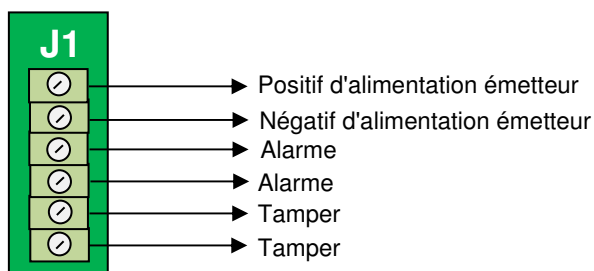 J1
Positif d'alimentation émetteur
Négatif d'alimentation émetteur
Alarme
Alarme
Tamper
Tamper